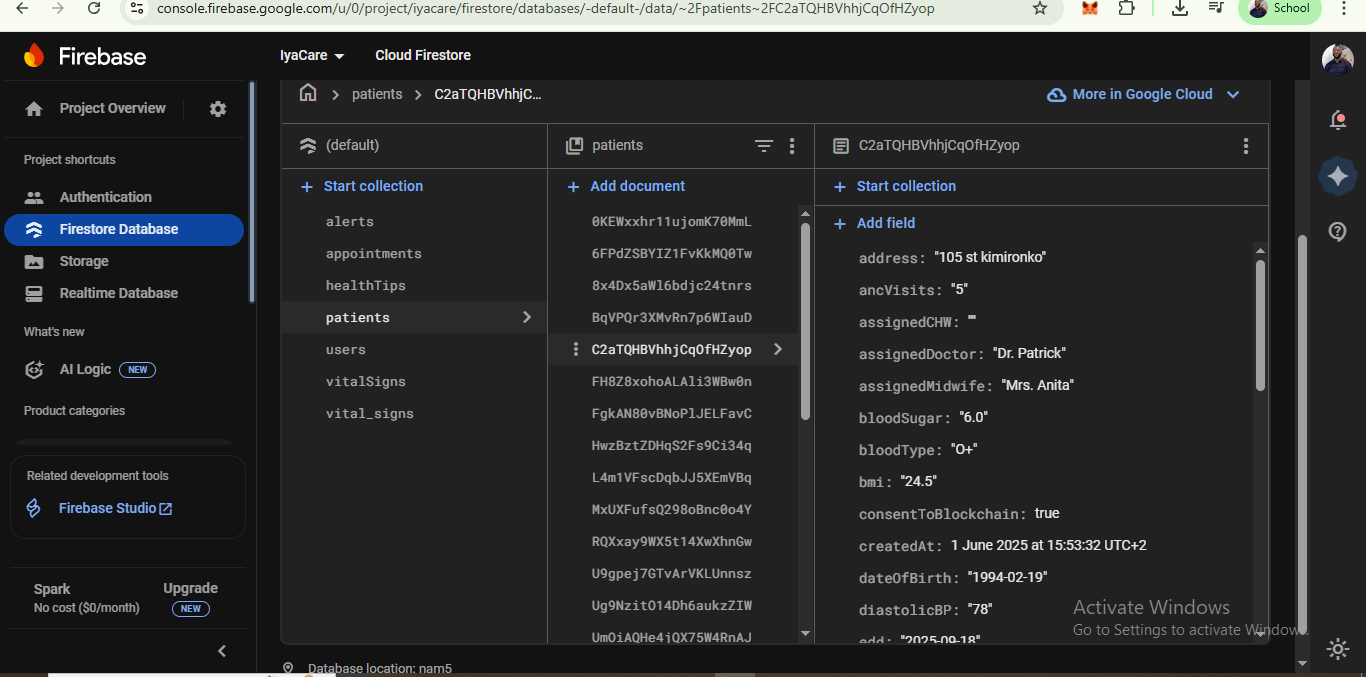 console.firebase.google.com/u/0/project/iyacare/firestore/databases/-default-/data/~2Fpatients~2FC2aTQHBVhhjCqOfHZyop
School
Firebase
IyaCare
Cloud Firestore
Project Overview
Project shortcuts
Authentication
Firestore Database
Storage
Realtime Database
What's new
AI Logic
NEW
Product categories
Related development tools
Firebase Studio
Spark
No cost ($0/month)
Upgrade
NEW
patients
C2aTQHBVhhjC...
More in Google Cloud
(default)
Start collection
alerts
appointments
healthTips
patients
users
vitalSigns
vital_signs
patients
Add document
0KEWxxhr11ujomK70MmL
6FPdZSBYIZ1FvKkMQ0Tw
8x4Dx5aWl6bdjc24tnrs
BqVPQr3XMvRn7p6WIauD
C2aTQHBVhhjCqOfHZyop
FH8Z8xohoALAli3WBw0n
FgkAN80vBNoPlJELFavC
HwzBztZDHqS2Fs9Ci34q
L4m1VFscDqbJJ5XEmVBq
MxUXFufsQ298oBnc0o4Y
RQXxay9WX5t14XwXhnGw
U9gpej7GTvArVKLUnnsz
Ug9NzitO14Dh6aukzZIW
UmOiAQHe4jQX75W4RnAJ
C2aTQHBVhhjCqOfHZyop
Start collection
Add field
address: "105 st kimironko"
ancVisits: "5"
assignedCHW: ""
assignedDoctor: "Dr. Patrick"
assignedMidwife: "Mrs. Anita"
bloodSugar: "6.0"
bloodType: "O+"
bmi: "24.5"
consentToBlockchain: true
createdAt: 1 June 2025 at 15:53:32 UTC+2
dateOfBirth: "1994-02-19"
diastolicBP: "78"
edd: "2025-09-18"
Activate Windows
Go to Settings to activate Windows.
Database location: nam5